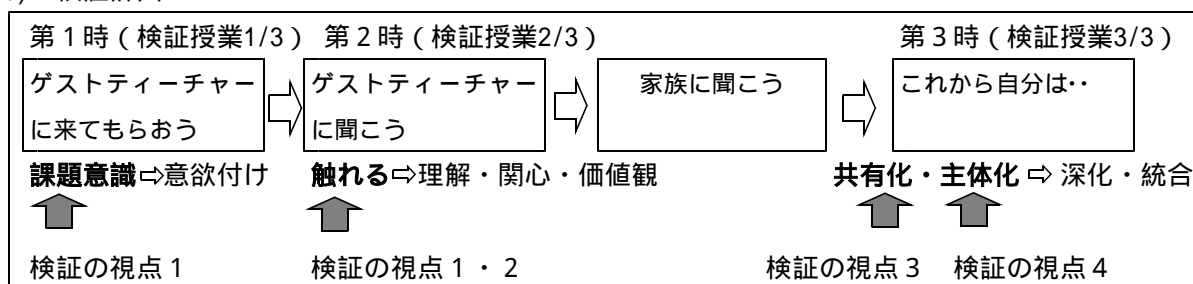 第１時（検証授業1/3） 第２時（検証授業2/3） 第３時（検証授業3/3）
ゲストティーチャー
に来てもらおう
ゲストティーチャー
に聞こう
家族に聞こう
これから自分は‥
課題意識⇨意欲付け 触れる⇨理解・関心・価値観 共有化・主体化 ⇨ 深化・統合
検証の視点１ 検証の視点１・２ 検証の視点３ 検証の視点４